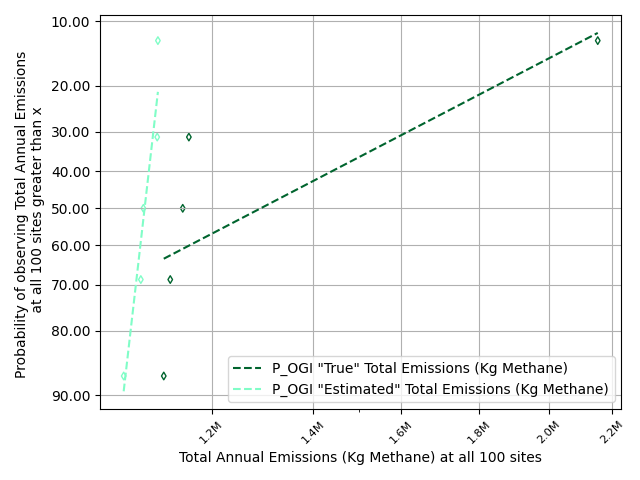 10.00
20.00
30.00
40.00
50.00
60.00
70.00
80.00
90.00
Probability of observing Total Annual Emissions
at all 100 sites greater than x
P_OGI "True" Total Emissions (Kg Methane)
P_OGI "Estimated" Total Emissions (Kg Methane)
1.2M
1.4M
1.6M
1.8M
2.0M
2.2M
Total Annual Emissions (Kg Methane) at all 100 sites